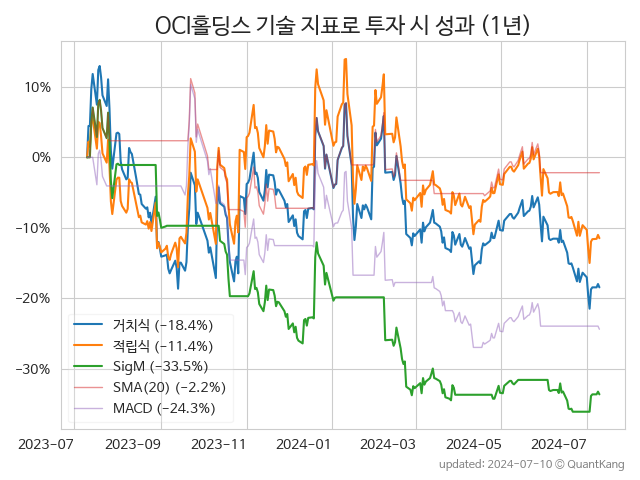 OCI홀딩스 기술 지표로 투자 시 성과 (1년)
10%
0%
−10%
−20%
−30%
거치식 (−18.4%)
적립식 (−11.4%)
SigM (−33.5%)
SMA(20) (−2.2%)
MACD (−24.3%)
2023-07 2023-09 2023-11 2024-01 2024-03 2024-05 2024-07
updated: 2024-07-10 © QuantKang